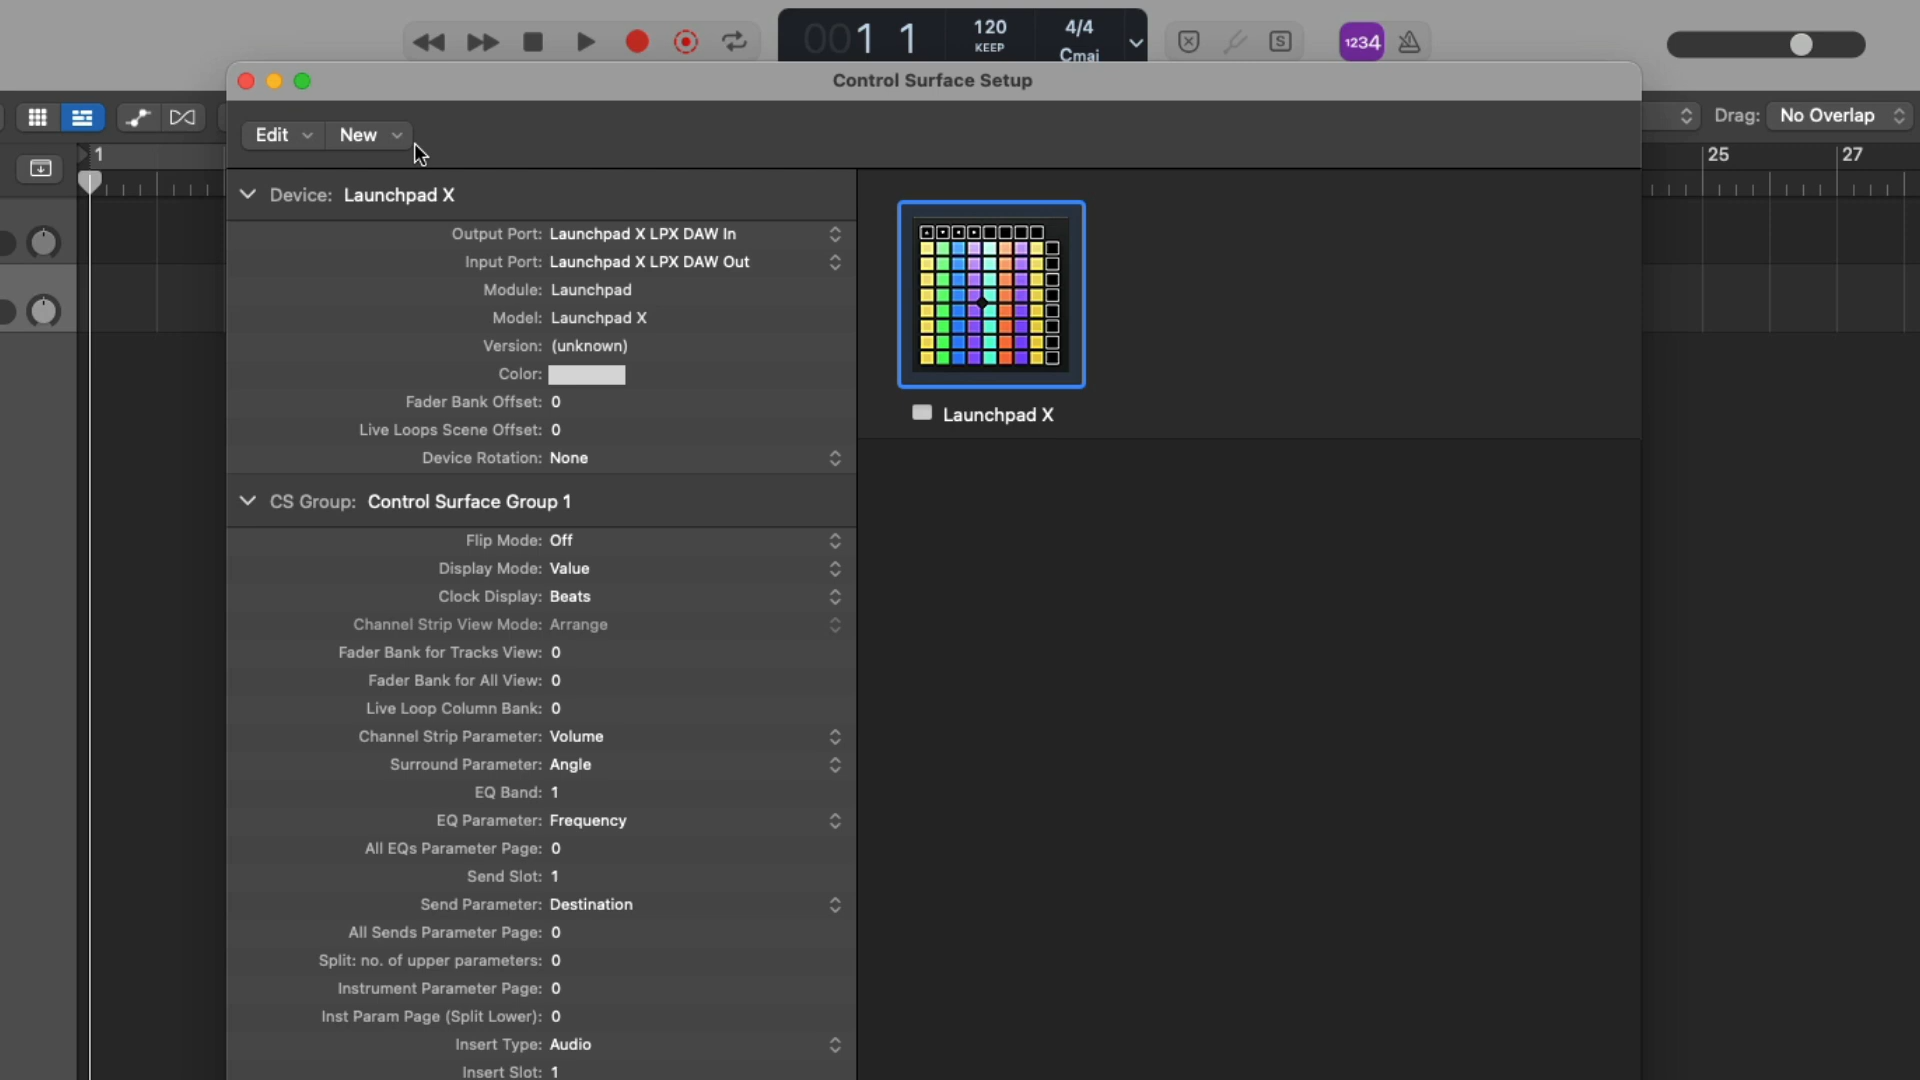 001 1
120
KEEP
4/4
Cmaj
S
1234
Control Surface Setup
Edit
New
Drag: No Overlap
1
25
27
Device: Launchpad X
Output Port: Launchpad X LPX DAW In
Input Port: Launchpad X LPX DAW Out
Module: Launchpad
Model: Launchpad X
Version: (unknown)
Color:
Fader Bank Offset: 0
Live Loops Scene Offset: 0
Device Rotation: None
Launchpad X
CS Group: Control Surface Group 1
Flip Mode: Off
Display Mode: Value
Clock Display: Beats
Channel Strip View Mode: Arrange
Fader Bank for Tracks View: 0
Fader Bank for All View: 0
Live Loop Column Bank: 0
Channel Strip Parameter: Volume
Surround Parameter: Angle
EQ Band: 1
EQ Parameter: Frequency
All EQs Parameter Page: 0
Send Slot: 1
Send Parameter: Destination
All Sends Parameter Page: 0
Split: no. of upper parameters: 0
Instrument Parameter Page: 0
Inst Param Page (Split Lower): 0
Insert Type: Audio
Insert Slot: 1